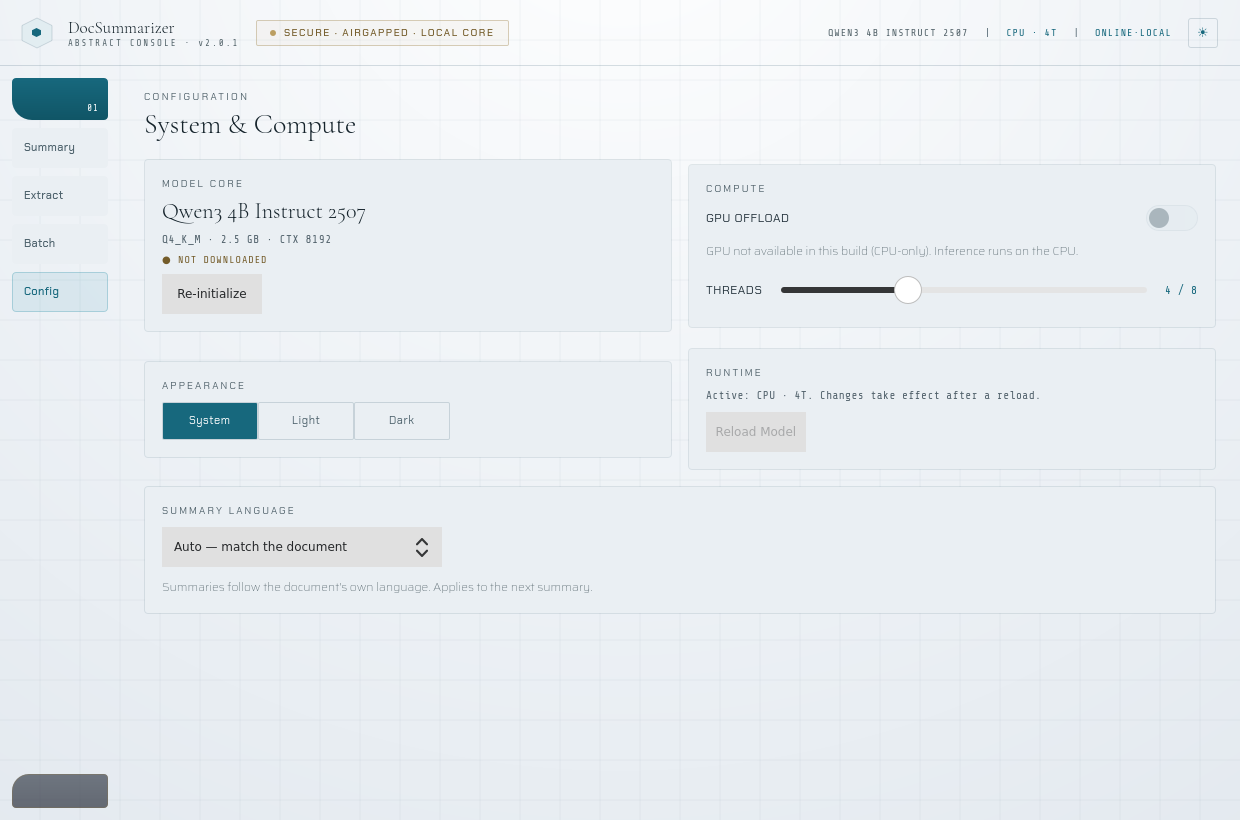 DocSummarizer
ABSTRACT CONSOLE · v2.0.1
SECURE · AIRGAPPED · LOCAL CORE
QWEN3 4B INSTRUCT 2507 | CPU · 4T | ONLINE·LOCAL
01
Summary
Extract
Batch
Config
CONFIGURATION
System & Compute
MODEL CORE
Qwen3 4B Instruct 2507
Q4_K_M · 2.5 GB · CTX 8192
NOT DOWNLOADED
Re-initialize
COMPUTE
GPU OFFLOAD
GPU not available in this build (CPU-only). Inference runs on the CPU.
THREADS 4 / 8
APPEARANCE
System Light Dark
RUNTIME
Active: CPU · 4T. Changes take effect after a reload.
Reload Model
SUMMARY LANGUAGE
Auto — match the document
Summaries follow the document's own language. Applies to the next summary.